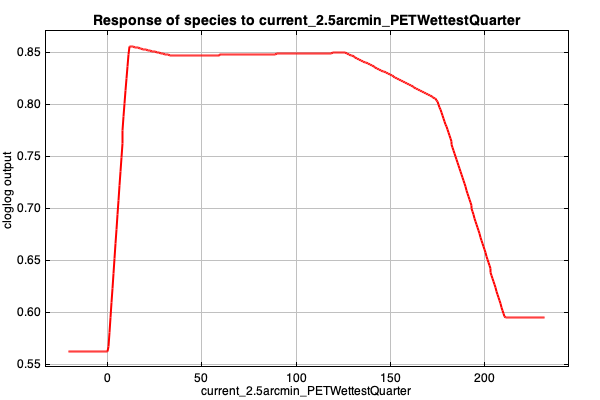 Response of species to current_2.5arcmin_PETWettestQuarter
0.85
0.80
0.75
0.70
0.65
0.60
0.55
cloglog output
0 50 100 150 200
current_2.5arcmin_PETWettestQuarter